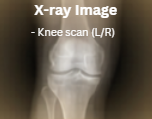 X-ray Image
- Knee scan (L/R)